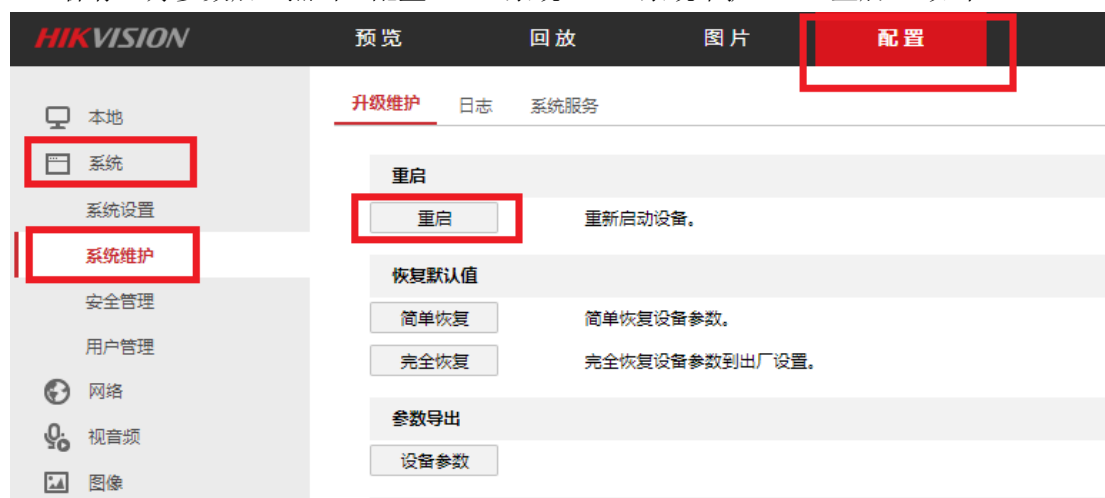 HIKVISION
预览 回放 图片 配置
本地
系统
系统设置
系统维护
安全管理
用户管理
网络
视音频
图像
升级维护 日志 系统服务
重启
重启 重新启动设备。
恢复默认值
简单恢复 简单恢复设备参数。
完全恢复 完全恢复设备参数到出厂设置。
参数导出
设备参数